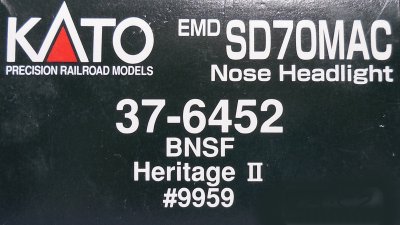 KATO
PRECISION RAILROAD MODELS
EMD SD70MAC
Nose Headlight
37-6452
BNSF
Heritage II
#9959